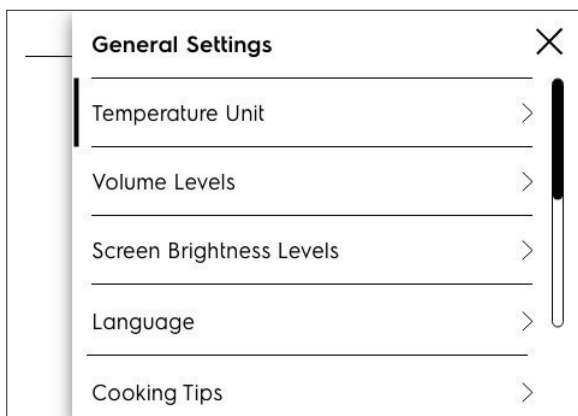 General Settings
Temperature Unit
Volume Levels
Screen Brightness Levels
Language
Cooking Tips